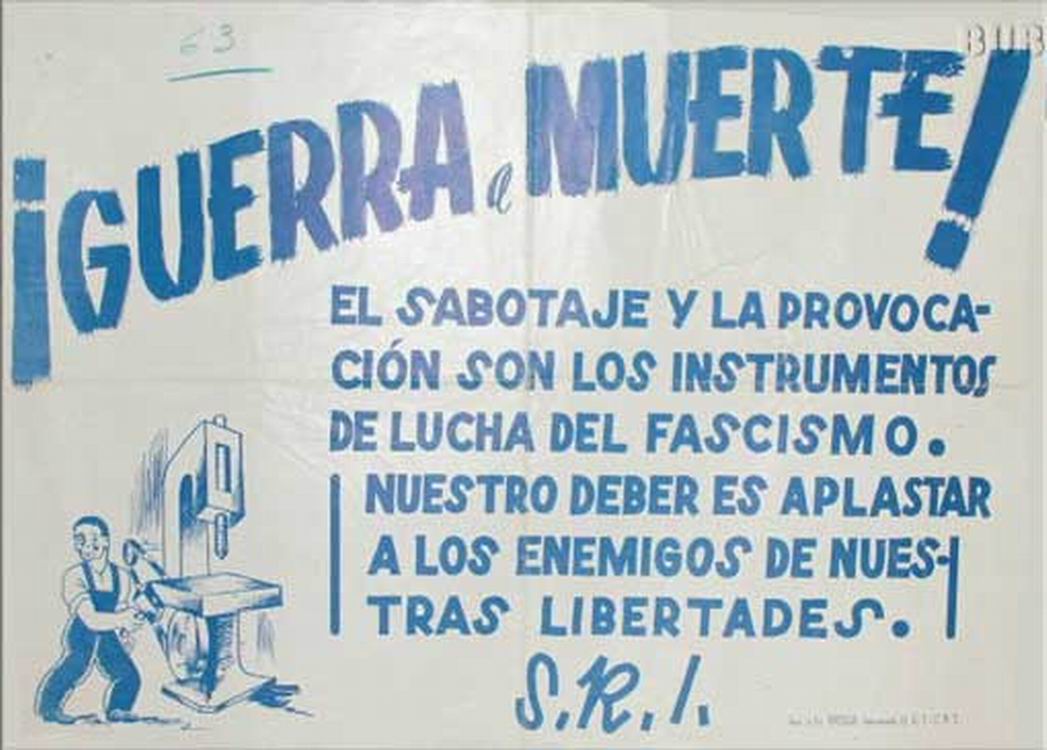 ¡GUERRA a MUERTE!
EL SABOTAJE Y LA PROVOCA-
CIÓN SON LOS INSTRUMENTOS
DE LUCHA DEL FASCISMO.
NUESTRO DEBER ES APLASTAR
A LOS ENEMIGOS DE NUES-
TRAS LIBERTADES.
S.R.I.